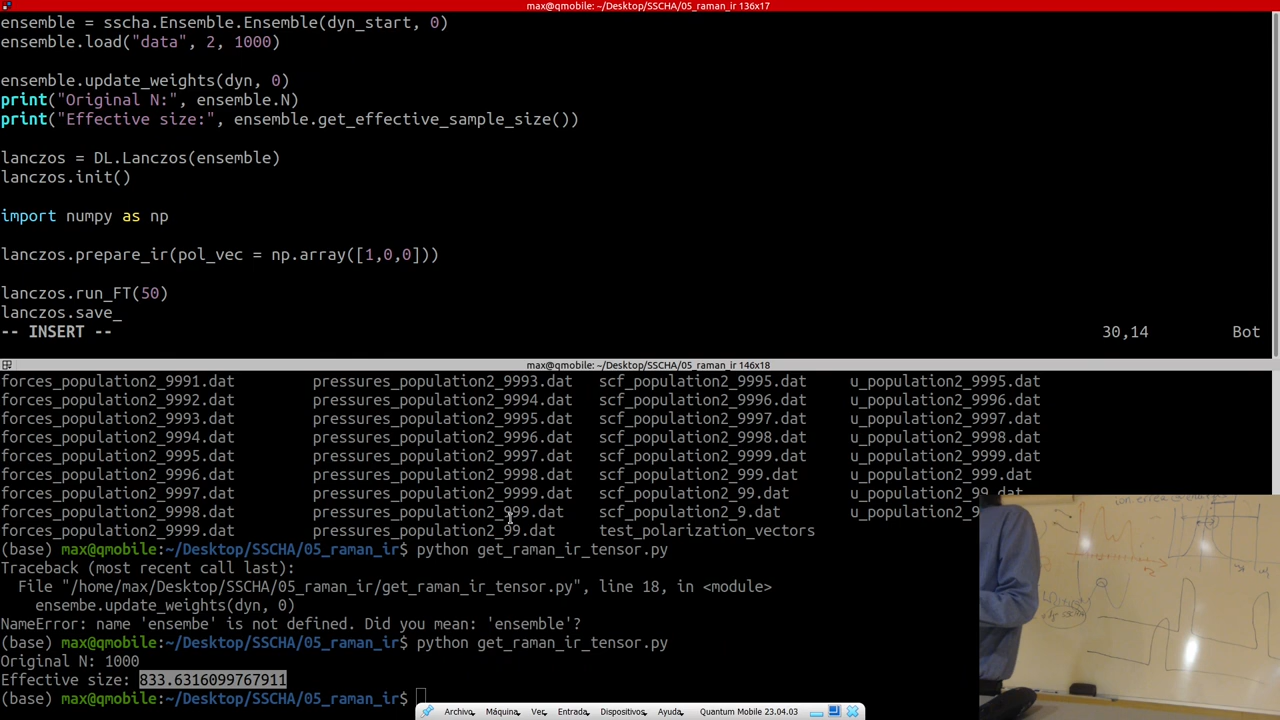 max@qmobile: ~/Desktop/SSCHA/05_raman_ir 136x17
ensemble = sscha.Ensemble.Ensemble(dyn_start, 0)
ensemble.load("data", 2, 1000)
ensemble.update_weights(dyn, 0)
print("Original N:", ensemble.N)
print("Effective size:", ensemble.get_effective_sample_size())
lanczos = DL.Lanczos(ensemble)
lanczos.init()
import numpy as np
lanczos.prepare_ir(pol_vec = np.array([1,0,0]))
lanczos.run_FT(50)
lanczos.save_
-- INSERT -- 30,14 Bot
max@qmobile: ~/Desktop/SSCHA/05_raman_ir 146x18
forces_population2_9991.dat pressures_population2_9993.dat scf_population2_9995.dat u_population2_9995.dat
forces_population2_9992.dat pressures_population2_9994.dat scf_population2_9996.dat u_population2_9996.dat
forces_population2_9993.dat pressures_population2_9995.dat scf_population2_9997.dat u_population2_9997.dat
forces_population2_9994.dat pressures_population2_9996.dat scf_population2_9998.dat u_population2_9998.dat
forces_population2_9995.dat pressures_population2_9997.dat scf_population2_9999.dat u_population2_9999.dat
forces_population2_9996.dat pressures_population2_9998.dat scf_population2_999.dat u_population2_999.dat
forces_population2_9997.dat pressures_population2_9999.dat scf_population2_99.dat u_population2_99.dat
forces_population2_9998.dat pressures_population2_999.dat scf_population2_9.dat u_population2_9
forces_population2_9999.dat pressures_population2_99.dat test_polarization_vectors
(base) max@qmobile:~/Desktop/SSCHA/05_raman_ir$ python get_raman_ir_tensor.py
Traceback (most recent call last):
File "/home/max/Desktop/SSCHA/05_raman_ir/get_raman_ir_tensor.py", line 18, in <module>
ensembe.update_weights(dyn, 0)
NameError: name 'ensembe' is not defined. Did you mean: 'ensemble'?
(base) max@qmobile:~/Desktop/SSCHA/05_raman_ir$ python get_raman_ir_tensor.py
Original N: 1000
Effective size: 833.6316099767911
(base) max@qmobile:~/Desktop/SSCHA/05_raman_ir$
Archivo Máquina Ver Entrada Dispositivos Ayuda Quantum Mobile 23.04.03